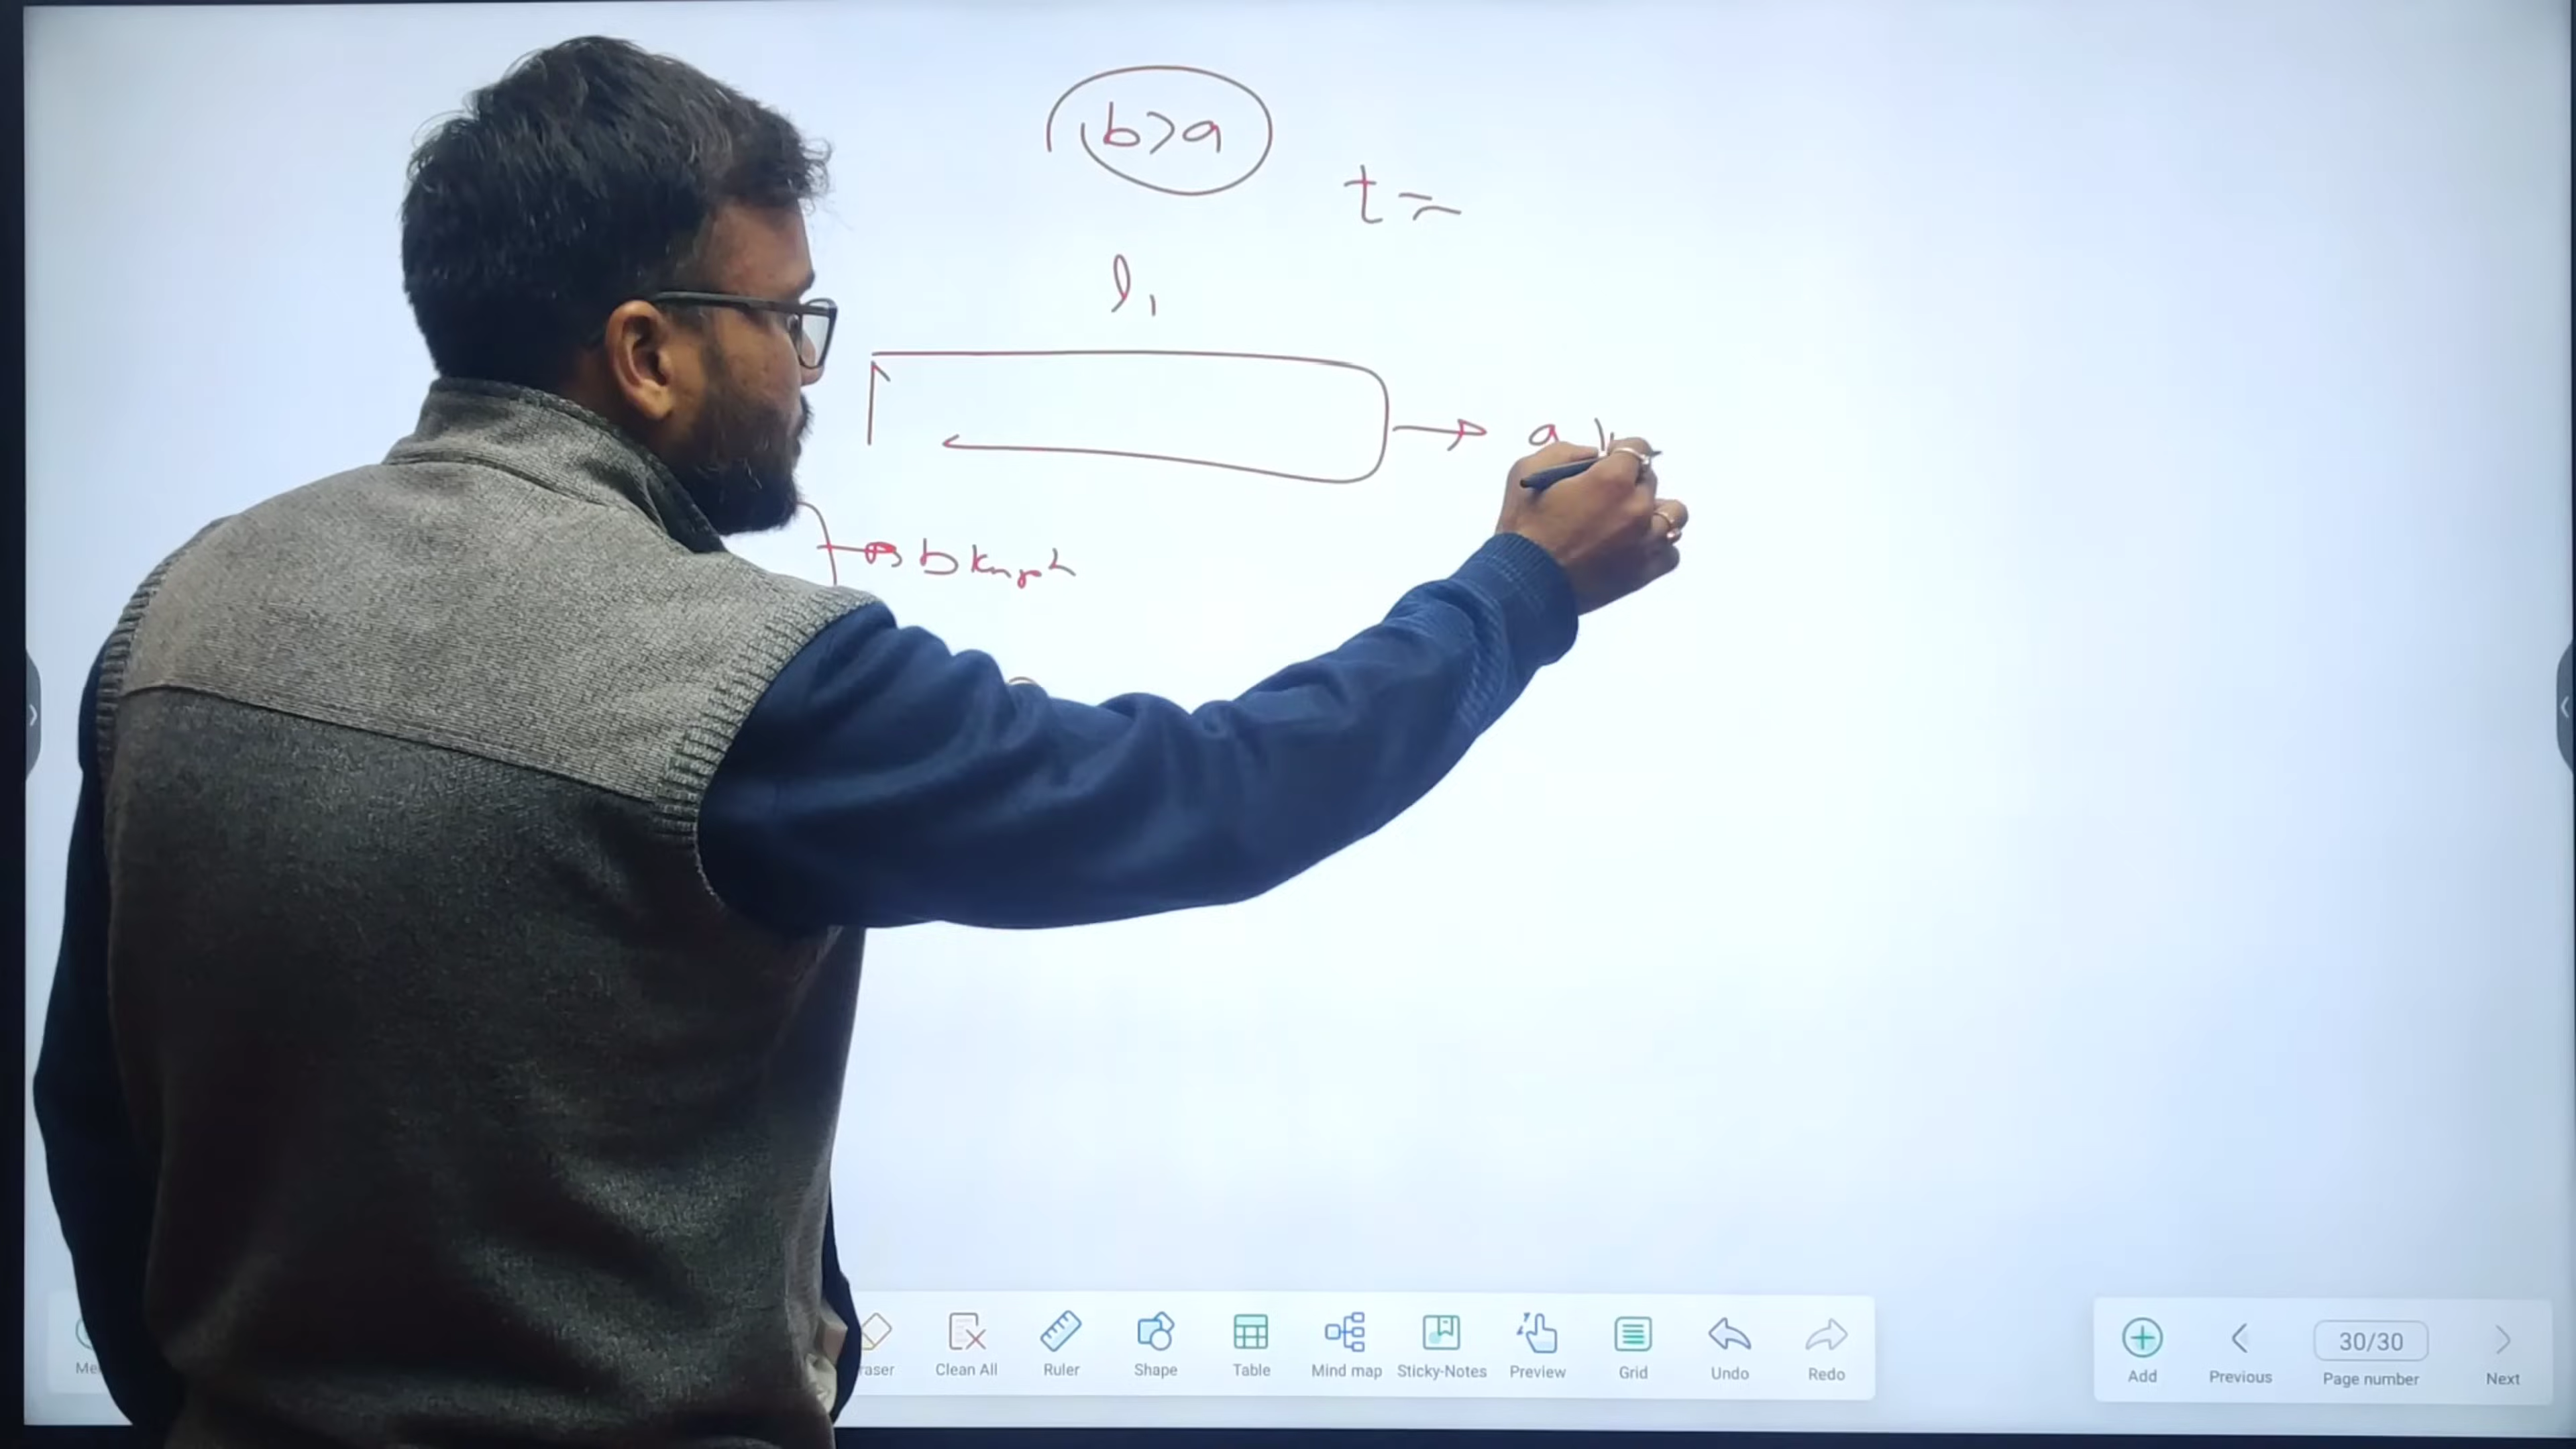 b>a
t=
l₁
a
b kmph
Clean All
Ruler
Shape
Table
Mind map
Sticky-Notes
Preview
Grid
Undo
Redo
Add
Previous
30/30
Page number
Next